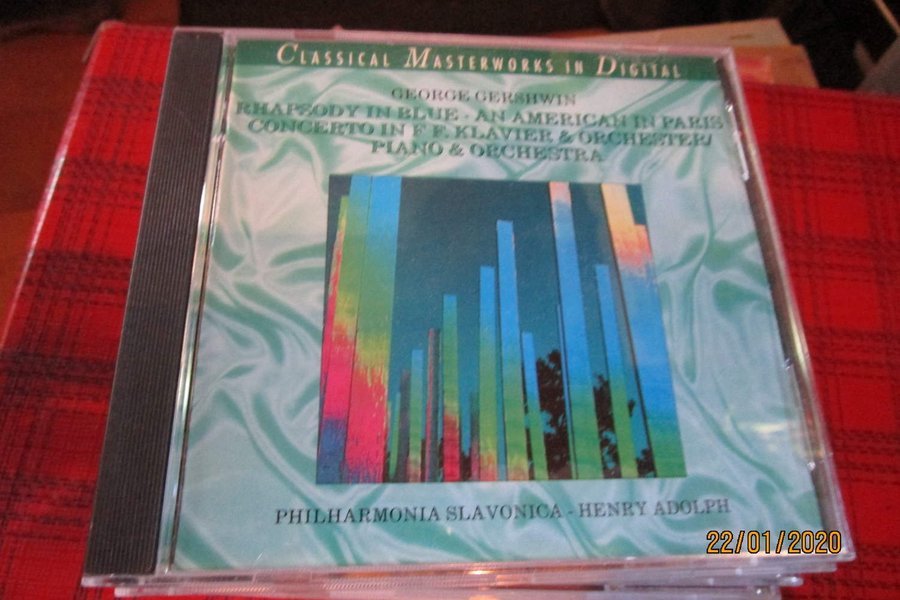 CLASSICAL MASTERWORKS IN DIGITAL
GEORGE GERSHWIN
RHAPSODY IN BLUE - AN AMERICAN IN PARIS
CONCERTO IN F F. KLAVIER & ORCHESTER/
PIANO & ORCHESTRA
PHILHARMONIA SLAVONICA - HENRY ADOLPH
22/01/2020